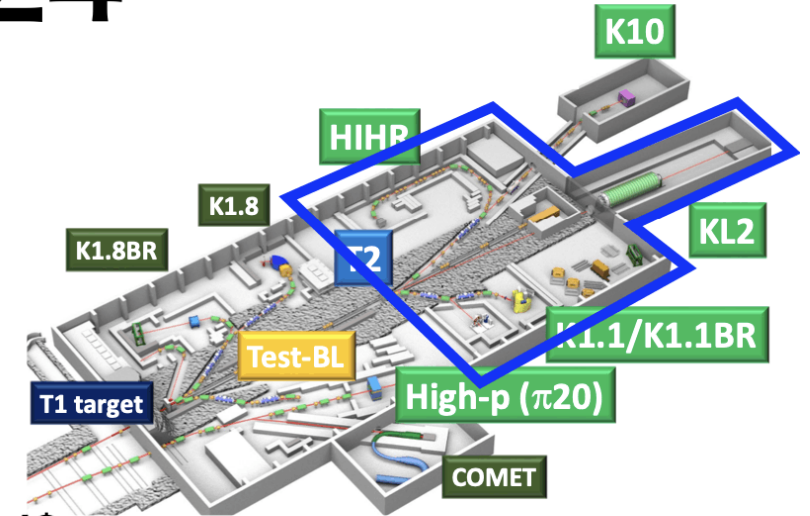 K10
HIHR
K1.8
KL2
K1.8BR
T2
K1.1/K1.1BR
Test-BL
T1 target
High-p (π20)
COMET